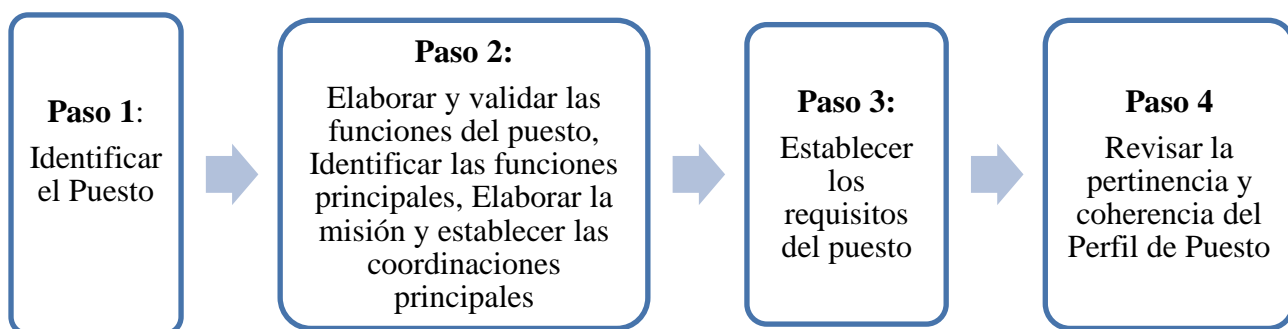 Paso 1:
Identificar
el Puesto
Paso 2:
Elaborar y validar las
funciones del puesto,
Identificar las funciones
principales, Elaborar la
misión y establecer las
coordinaciones
principales
Paso 3:
Establecer
los
requisitos
del puesto
Paso 4
Revisar la
pertinencia y
coherencia del
Perfil de Puesto